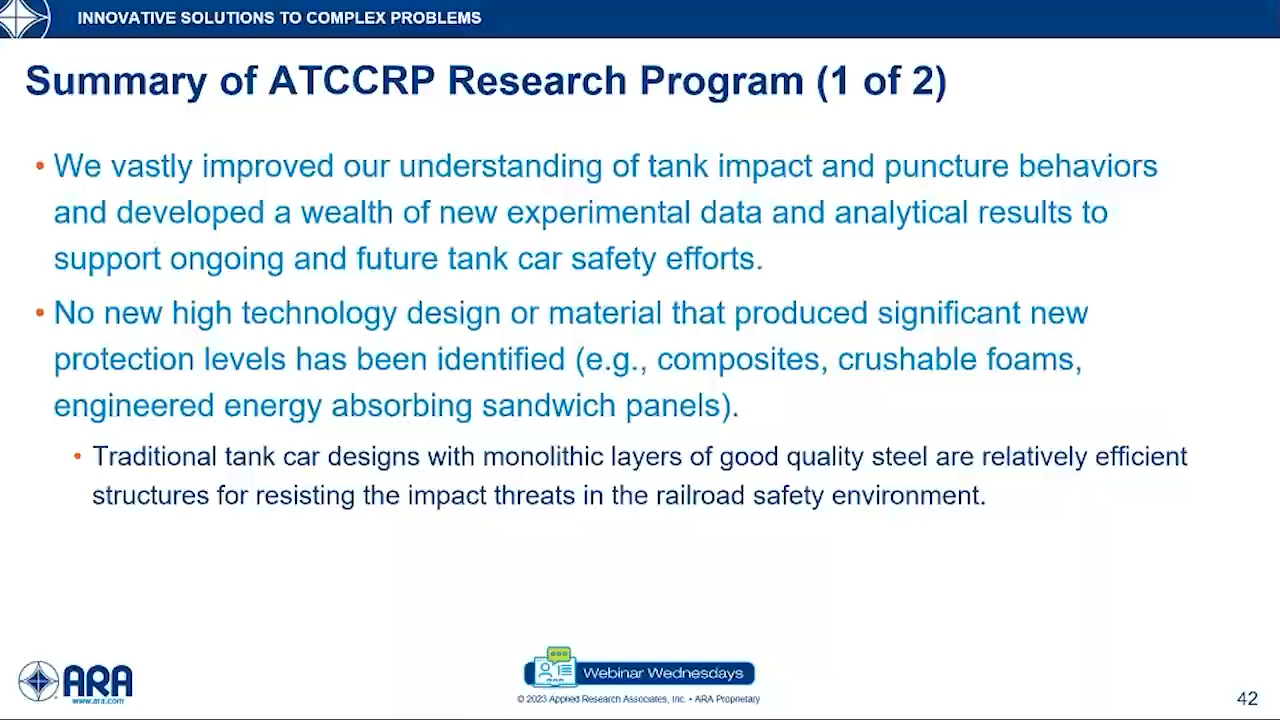 INNOVATIVE SOLUTIONS TO COMPLEX PROBLEMS
Summary of ATCCRP Research Program (1 of 2)
• We vastly improved our understanding of tank impact and puncture behaviors
and developed a wealth of new experimental data and analytical results to
support ongoing and future tank car safety efforts.
• No new high technology design or material that produced significant new
protection levels has been identified (e.g., composites, crushable foams,
engineered energy absorbing sandwich panels).
• Traditional tank car designs with monolithic layers of good quality steel are relatively efficient
structures for resisting the impact threats in the railroad safety environment.
ARA
www.ara.com
Webinar Wednesdays
© 2023 Applied Research Associates, Inc. • ARA Proprietary
42